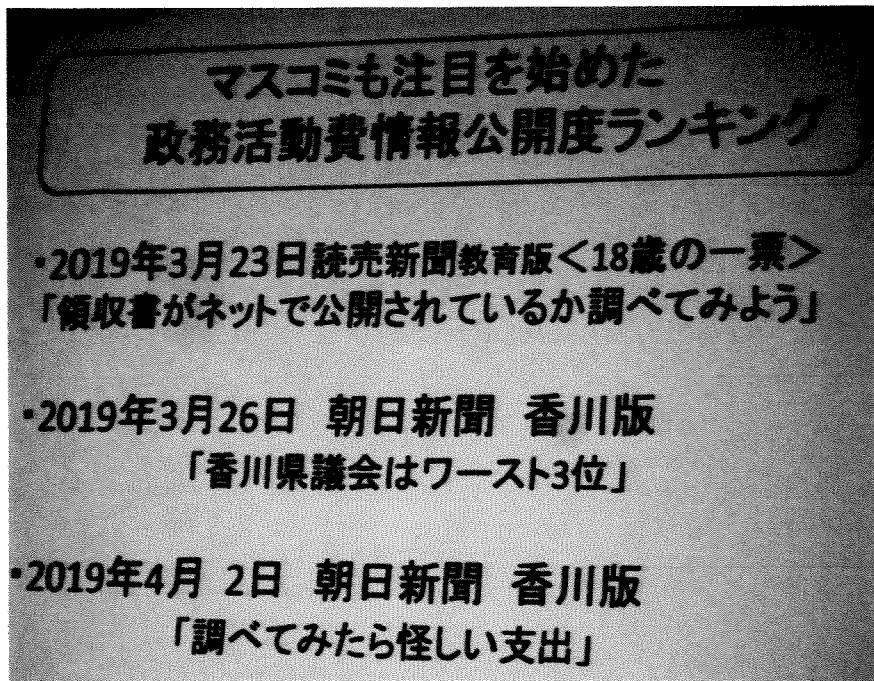 マスコミも注目を始めた
政務活動費情報公開度ランキング
・2019年3月23日読売新聞教育版＜18歳の一票＞
「領収書がネットで公開されているか調べてみよう」
・2019年3月26日　朝日新聞　香川版
「香川県議会はワースト3位」
・2019年4月 2日　朝日新聞　香川版
「調べてみたら怪しい支出」